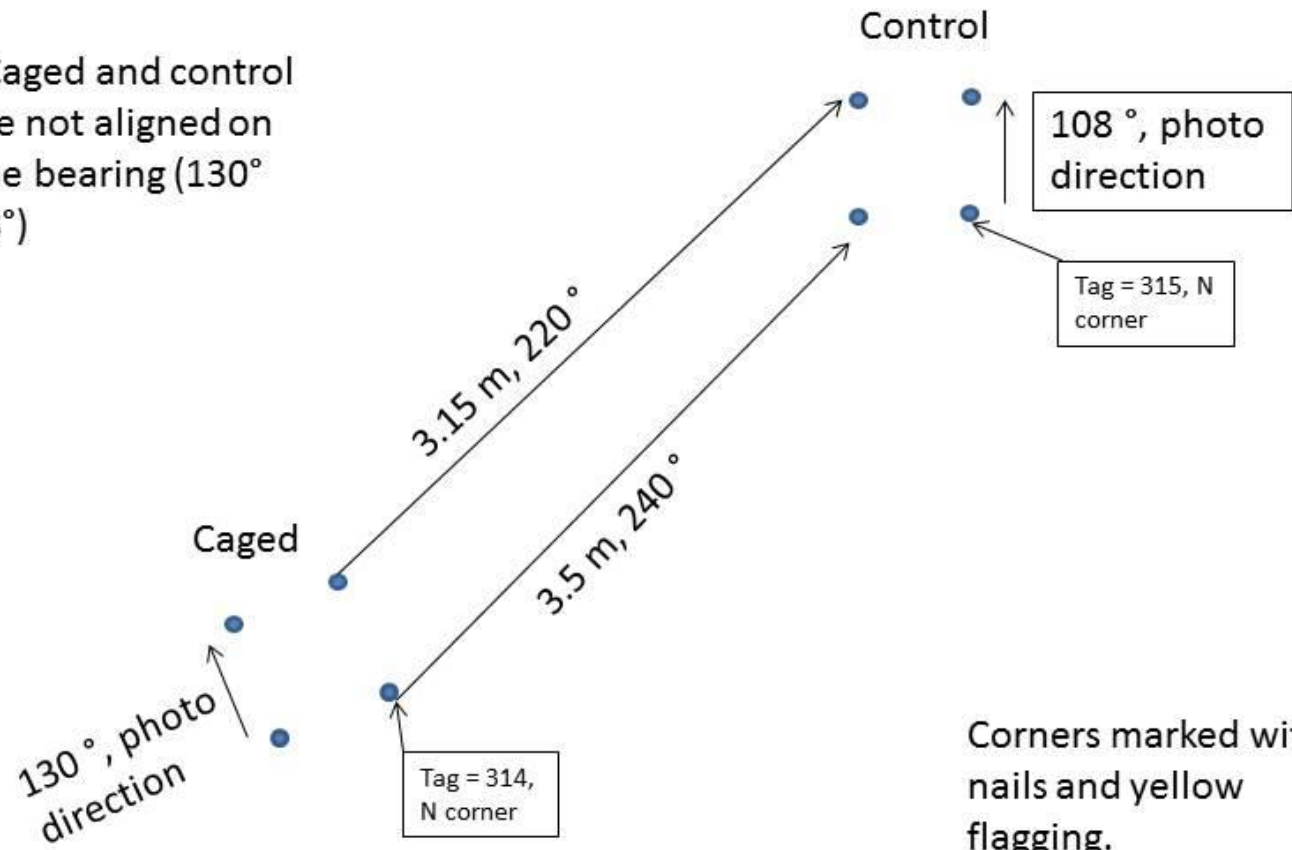 Control
aged and control
e not aligned on
e bearing (130°
°)
108 °, photo
direction
Tag = 315, N
corner
3.15 m, 220 °
3.5 m, 240 °
Caged
130 °, photo
direction
Tag = 314,
N corner
Corners marked wi
nails and yellow
flagging.